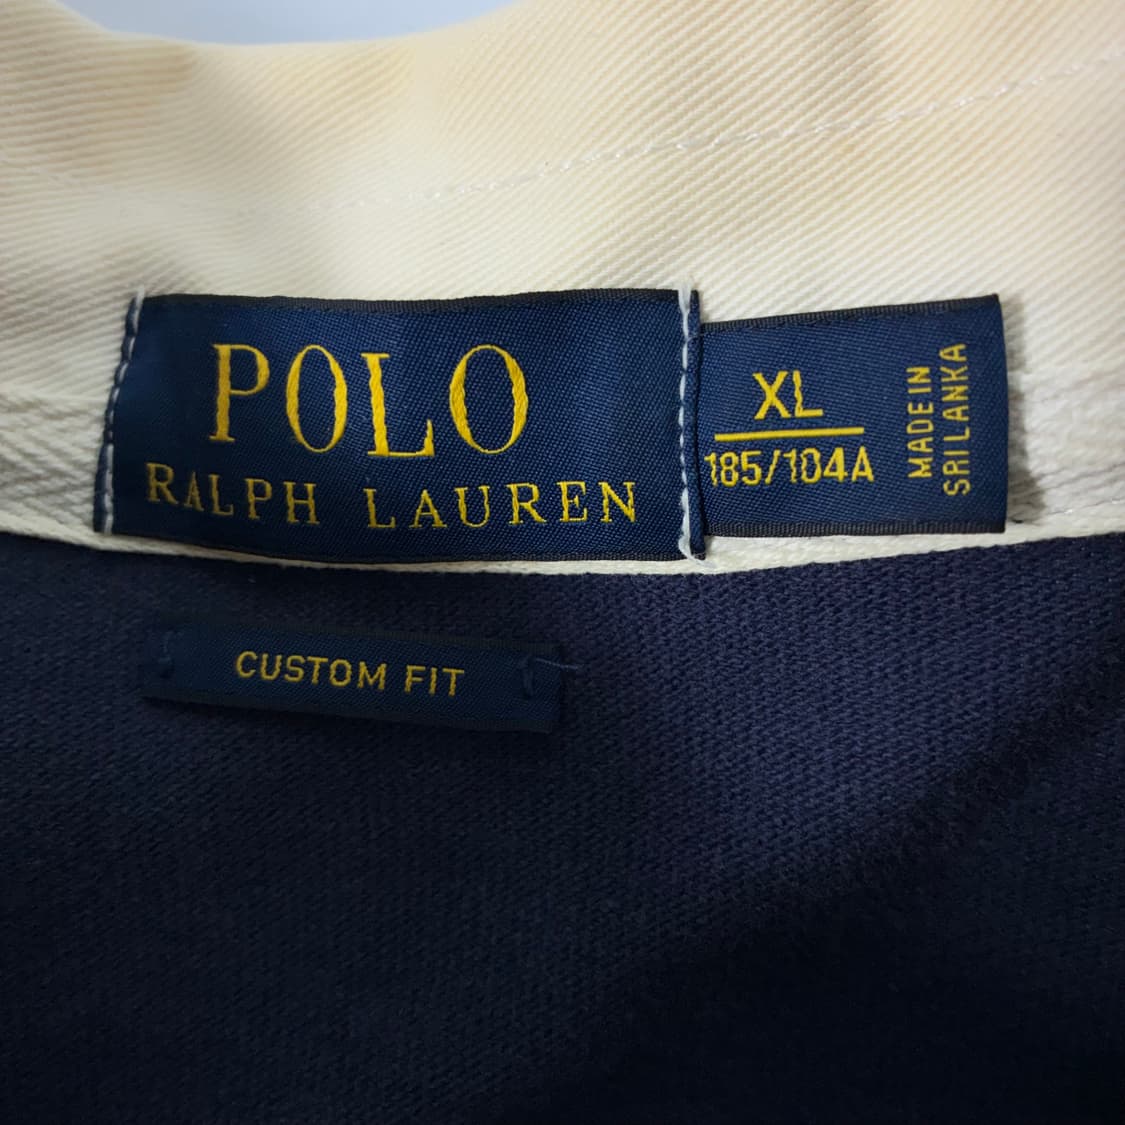 POLO
RALPH LAUREN
XL
185/104A
MADE IN
SRI LANKA
CUSTOM FIT